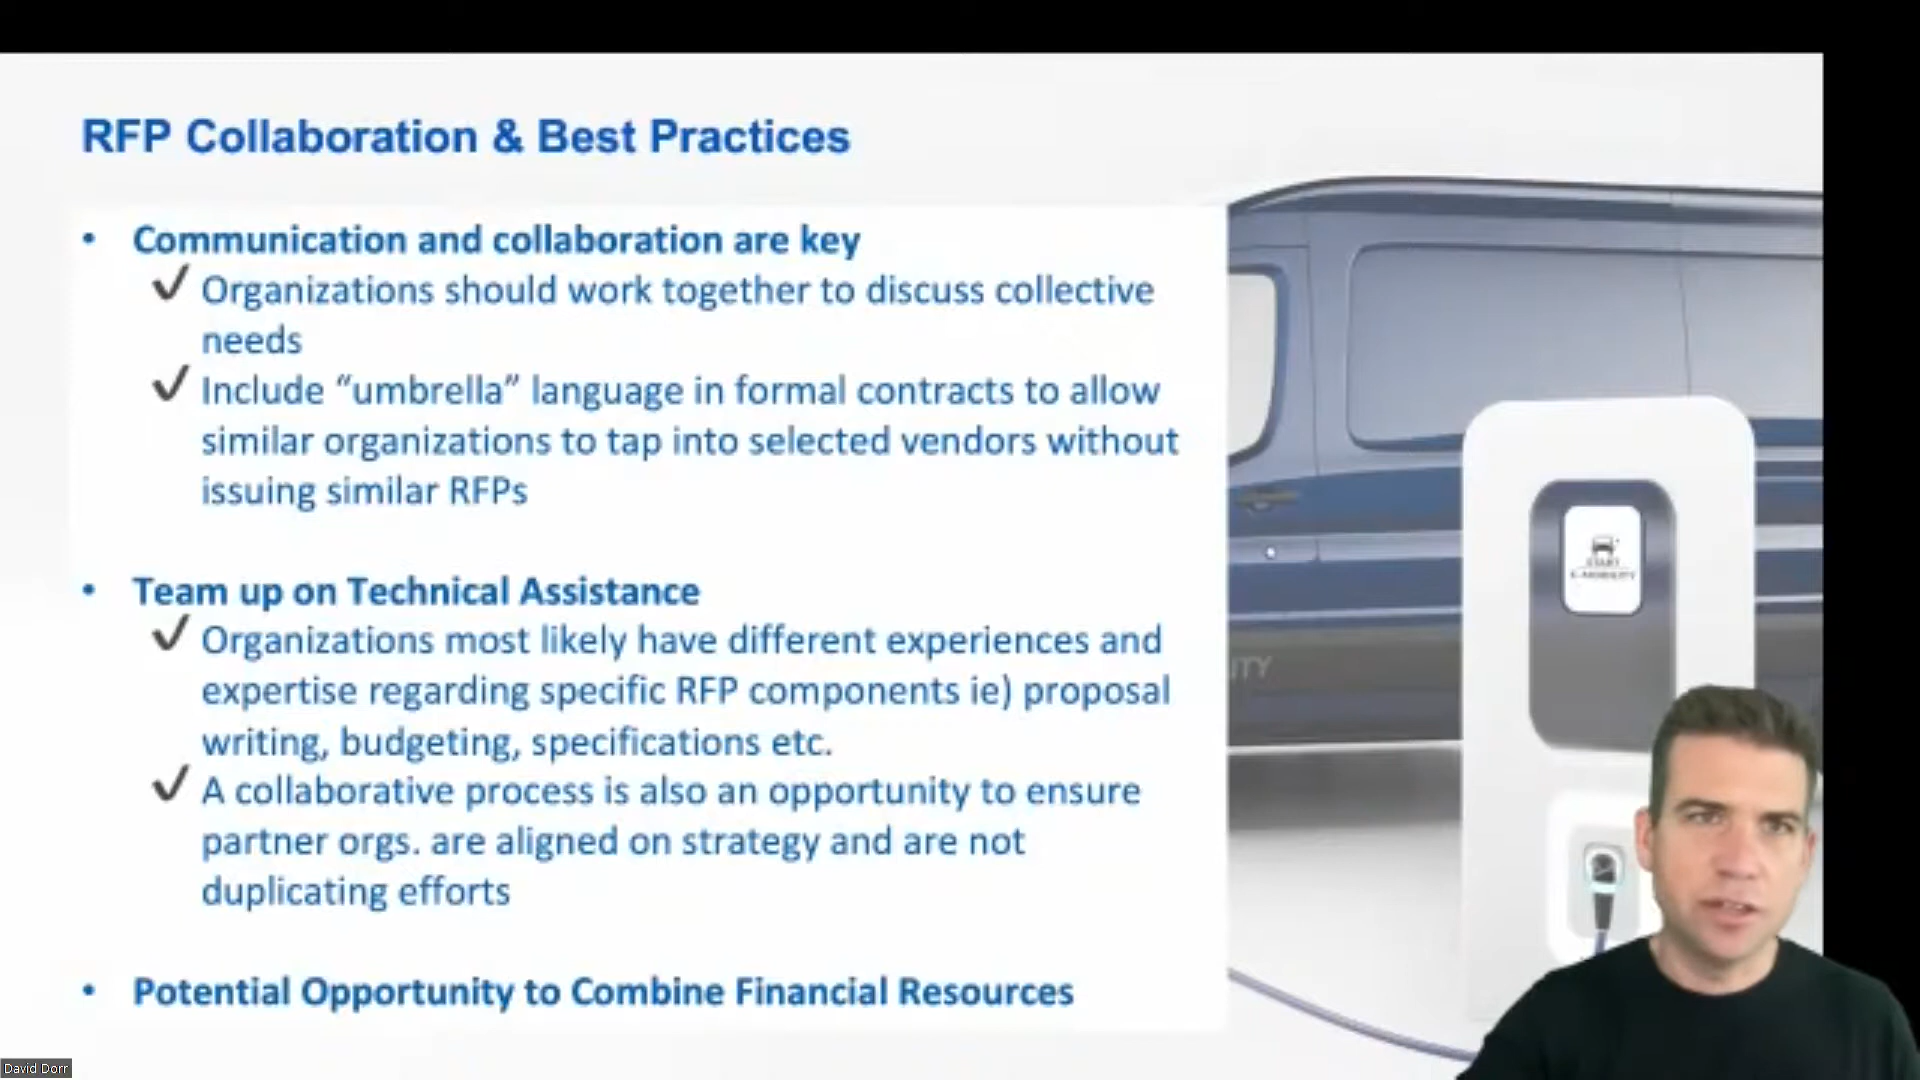 RFP Collaboration & Best Practices
• Communication and collaboration are key
✓ Organizations should work together to discuss collective
needs
✓ Include “umbrella” language in formal contracts to allow
similar organizations to tap into selected vendors without
issuing similar RFPs
• Team up on Technical Assistance
✓ Organizations most likely have different experiences and
expertise regarding specific RFP components ie) proposal
writing, budgeting, specifications etc.
✓ A collaborative process is also an opportunity to ensure
partner orgs. are aligned on strategy and are not
duplicating efforts
• Potential Opportunity to Combine Financial Resources
START
E-MOBILITY
ITY
David Dorr